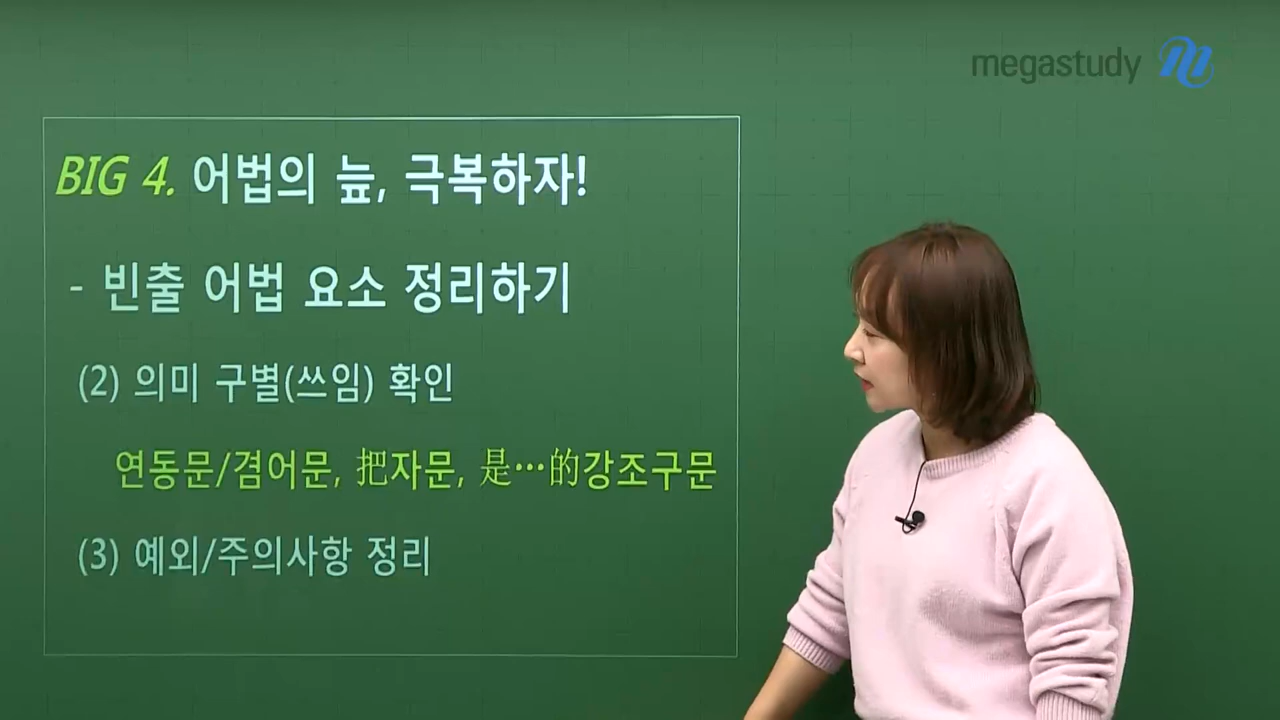 megastudy
BIG 4. 어법의 늪, 극복하자!
- 빈출 어법 요소 정리하기
(2) 의미 구별(쓰임) 확인
연동문/겸어문, 把자문, 是…的강조구문
(3) 예외/주의사항 정리